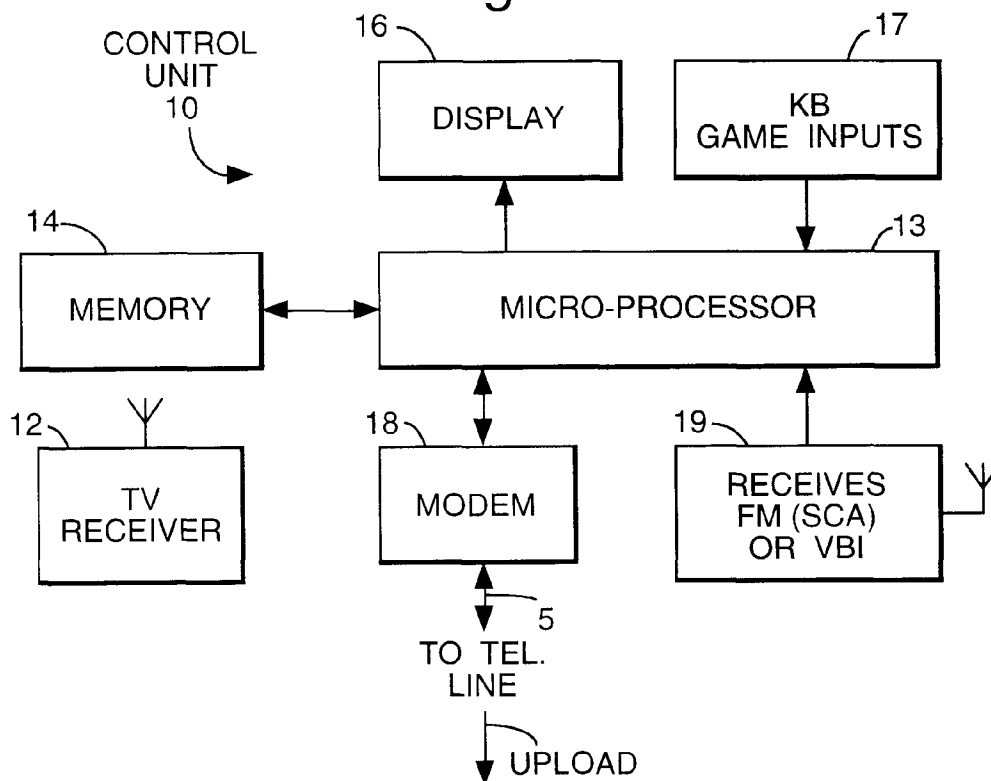 g
CONTROL
UNIT
10
16
DISPLAY
17
KB
GAME INPUTS
14
MEMORY
13
MICRO-PROCESSOR
12
TV
RECEIVER
18
MODEM
19
RECEIVES
FM (SCA)
OR VBI
5
TO TEL.
LINE
UPLOAD